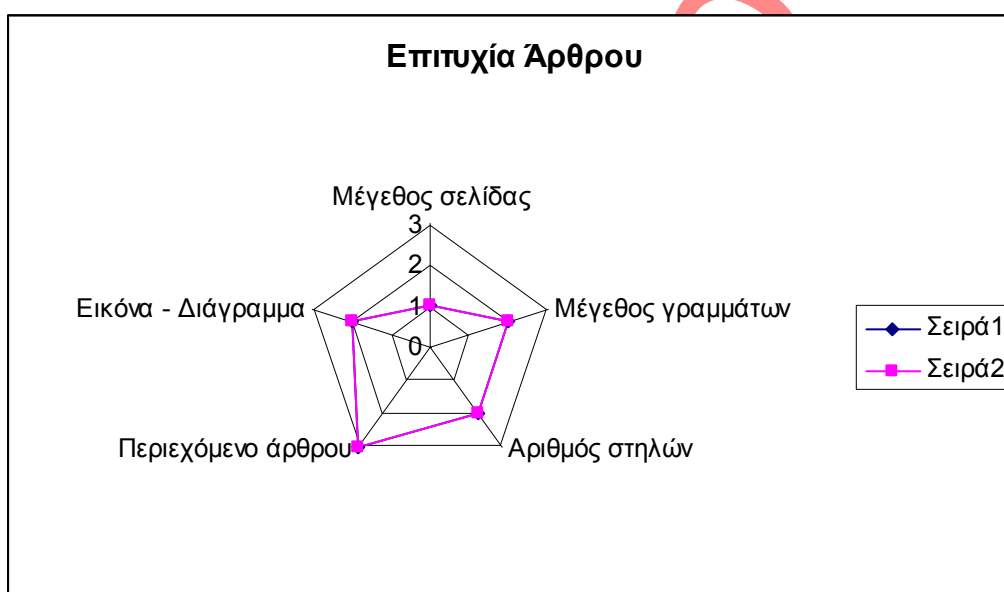 Επιτυχία Άρθρου
Μέγεθος σελίδας
3
2
1
0
Εικόνα - Διάγραμμα
Μέγεθος γραμμάτων
Περιεχόμενο άρθρου
Αριθμός στηλών
Σειρά1
Σειρά2